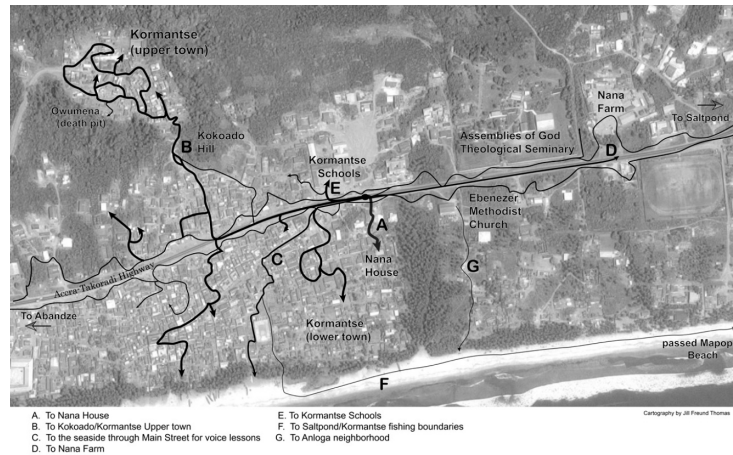 Kormantse
(upper town)
Owumena
(death pit)
Kokoado
Hill
B
Kormantse
Schools
E
Assemblies of God
Theological Seminary
Nana
Farm
To Saltpond
D
Ebenezer
Methodist
Church
A
Nana
House
G
C
Accra-Takoradi Highway
To Abandze
Kormantse
(lower town)
F
passed Mapop
Beach
A. To Nana House
B. To Kokoado/Kormantse Upper town
C. To the seaside through Main Street for voice lessons
D. To Nana Farm
E. To Kormantse Schools
F. To Saltpond/Kormantse fishing boundaries
G. To Anloga neighborhood
Cartography by Jill Freund Thomas